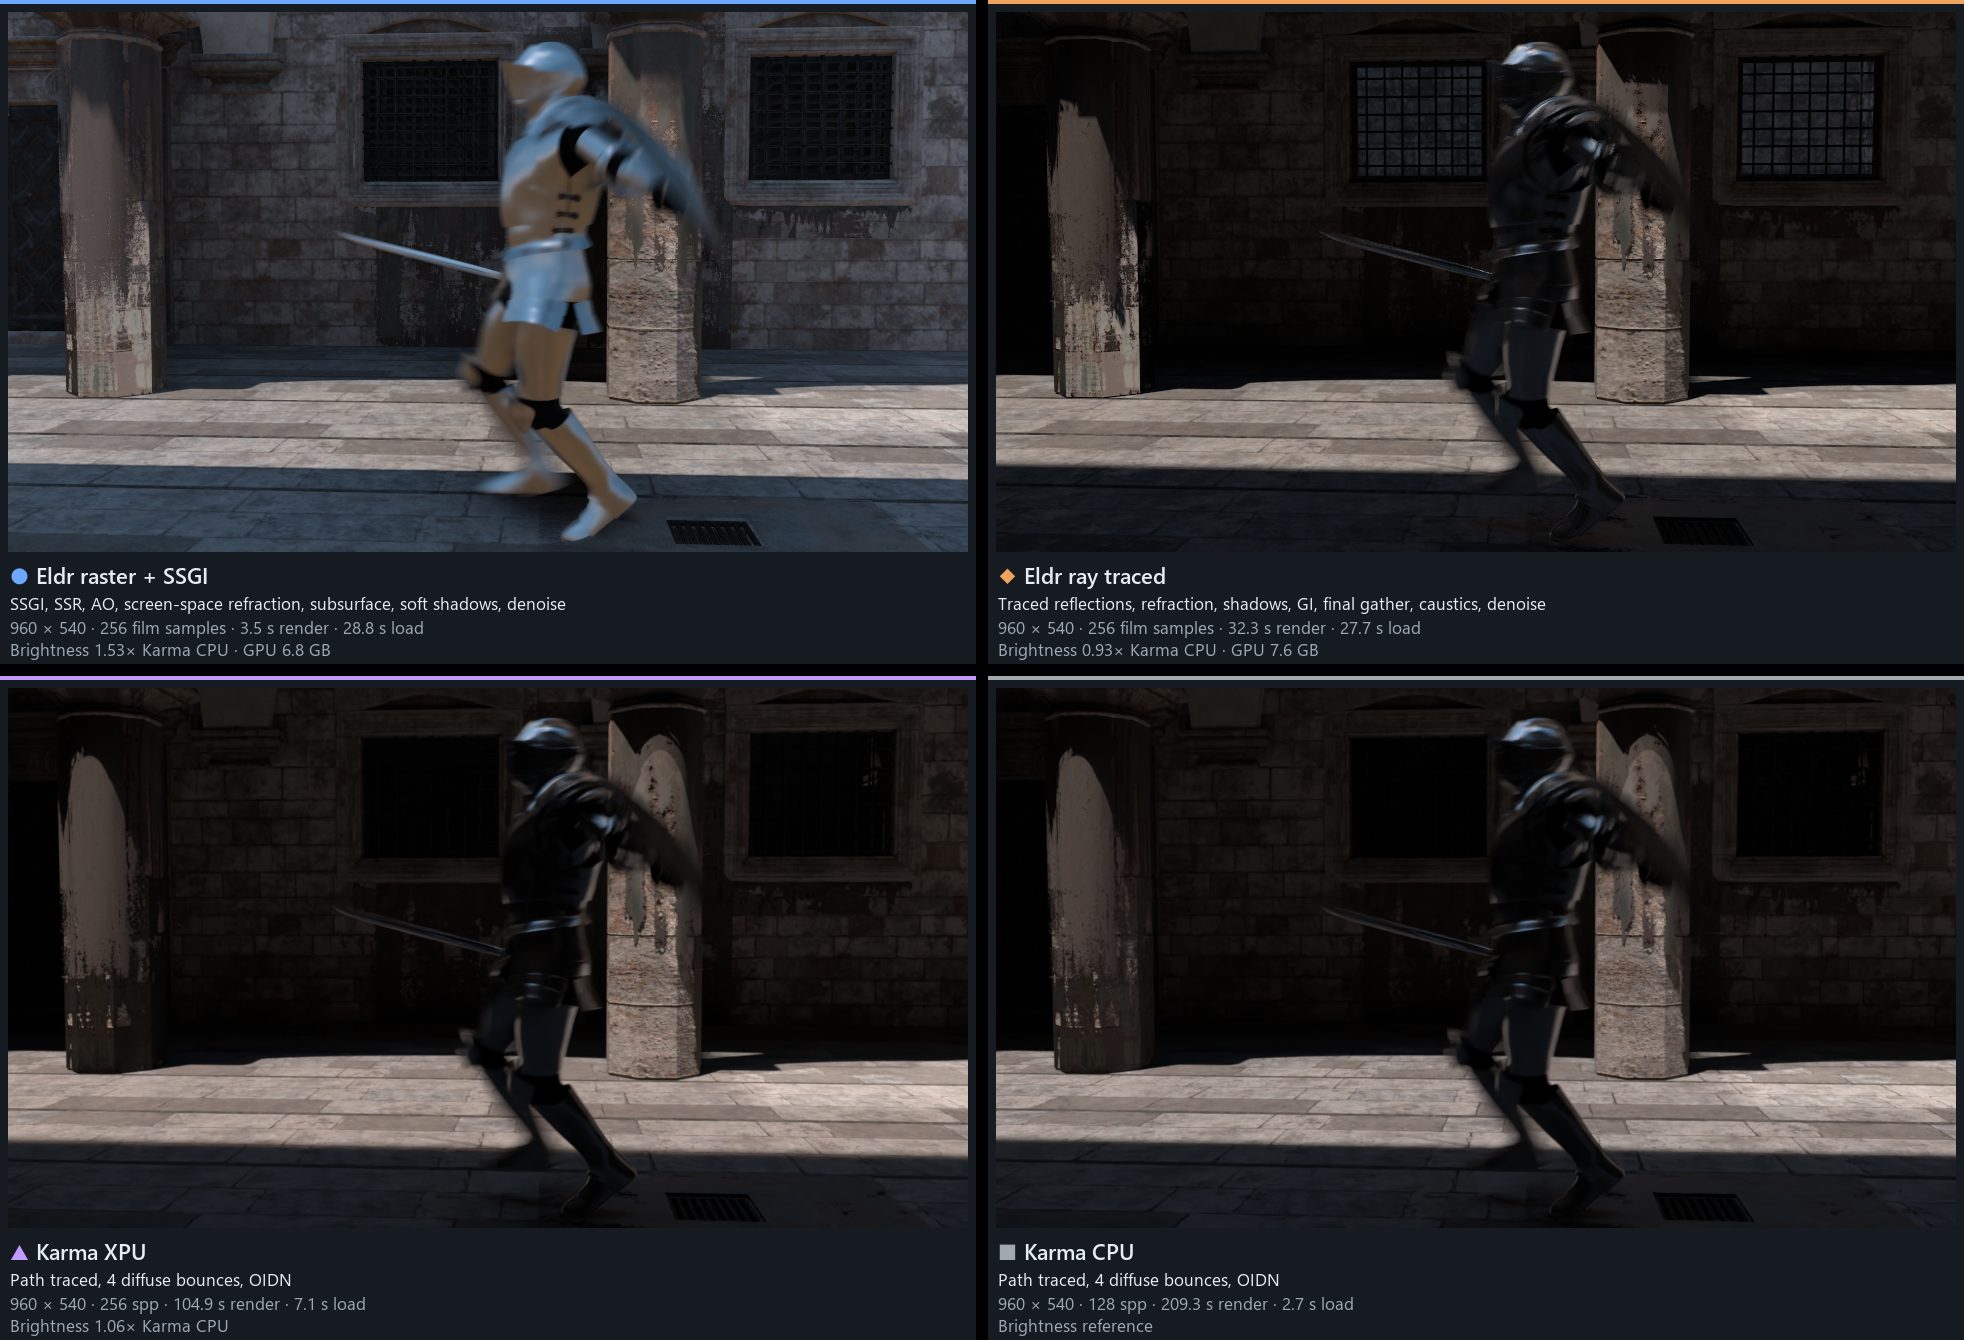 Eldr raster + SSGI
SSGI, SSR, AO, screen-space refraction, subsurface, soft shadows, denoise
960 × 540 · 256 film samples · 3.5 s render · 28.8 s load
Brightness 1.53× Karma CPU · GPU 6.8 GB
Eldr ray traced
Traced reflections, refraction, shadows, GI, final gather, caustics, denoise
960 × 540 · 256 film samples · 32.3 s render · 27.7 s load
Brightness 0.93× Karma CPU · GPU 7.6 GB
Karma XPU
Path traced, 4 diffuse bounces, OIDN
960 × 540 · 256 spp · 104.9 s render · 7.1 s load
Brightness 1.06× Karma CPU
Karma CPU
Path traced, 4 diffuse bounces, OIDN
960 × 540 · 128 spp · 209.3 s render · 2.7 s load
Brightness reference